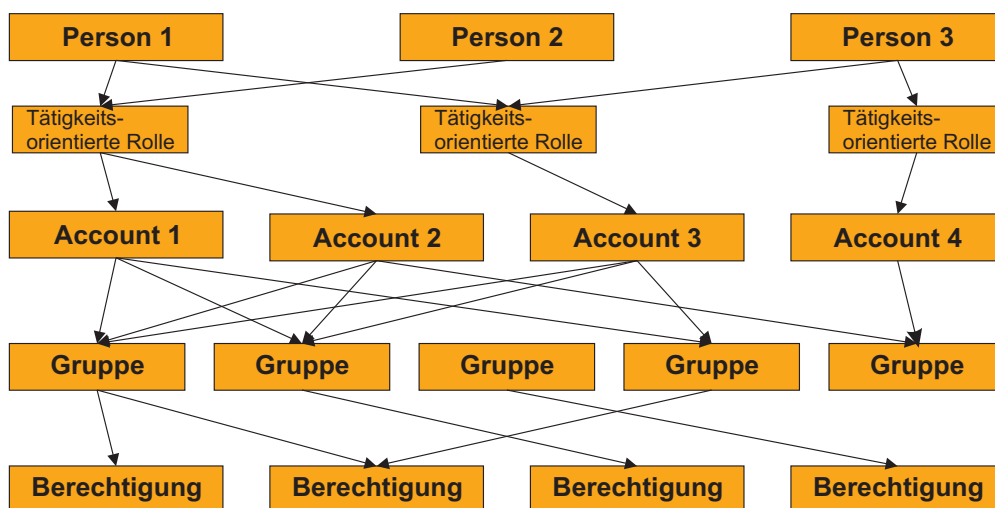 Person 1
Person 2
Person 3
Tätigkeits-
orientierte Rolle
Tätigkeits-
orientierte Rolle
Tätigkeits-
orientierte Rolle
Account 1
Account 2
Account 3
Account 4
Gruppe
Gruppe
Gruppe
Gruppe
Gruppe
Berechtigung
Berechtigung
Berechtigung
Berechtigung